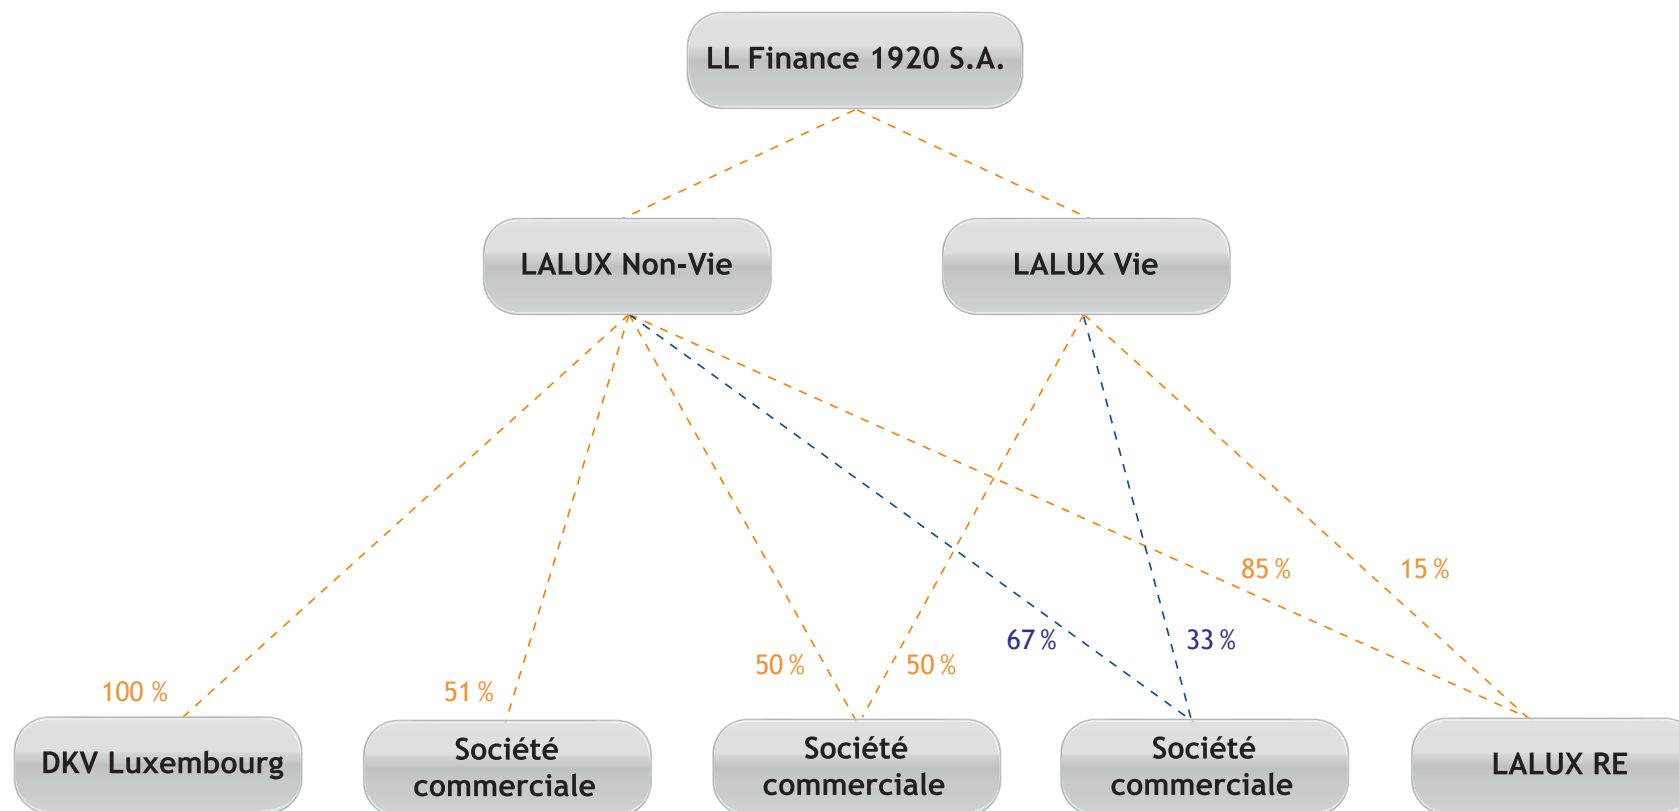 LL Finance 1920 S.A.
LALUX Non-Vie
LALUX Vie
85 %
15 %
67 %
33 %
50 %
50 %
100 %
51 %
DKV Luxembourg
Société
commerciale
Société
commerciale
Société
commerciale
LALUX RE